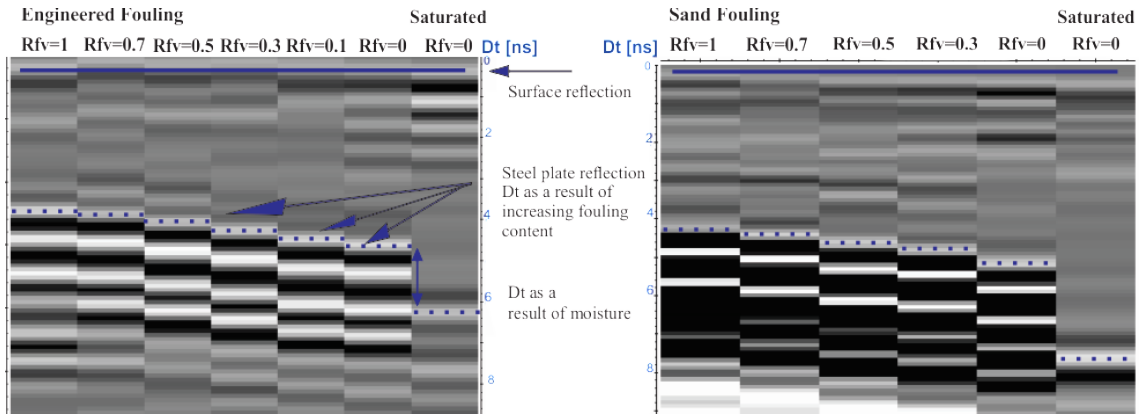 Engineered Fouling
Saturated
Rfv=1 Rfv=0.7 Rfv=0.5 Rfv=0.3 Rfv=0.1 Rfv=0 Rfv=0
Dt [ns]
0
2
4
6
8
Surface reflection
Steel plate reflection
Dt as a result of
increasing fouling
content
Dt as a
result of moisture
Sand Fouling
Saturated
Dt [ns]
Rfv=1 Rfv=0.7 Rfv=0.5 Rfv=0.3 Rfv=0 Rfv=0
0
2
4
6
8